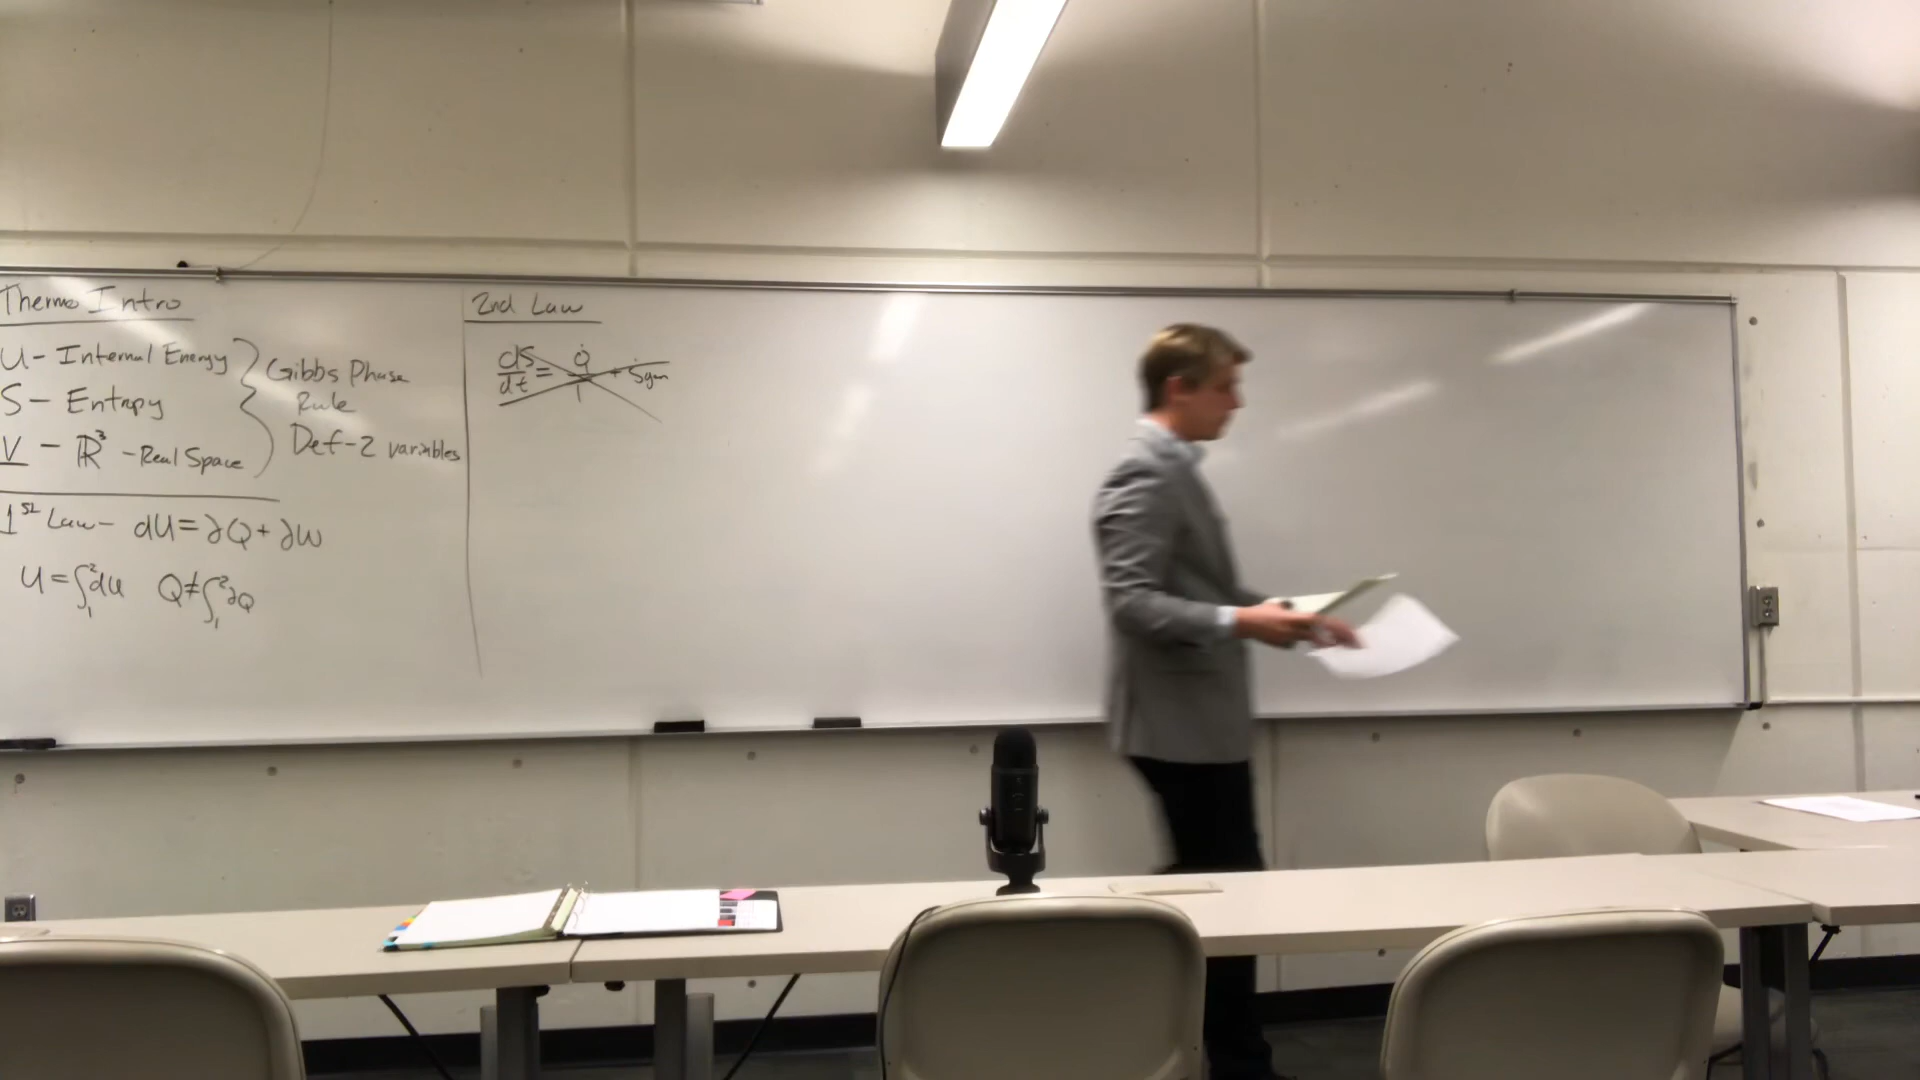 Thermo Intro
U - Internal Energy
S - Entropy
V - ℝ³ - Real Space
Gibbs Phase
Rule
Def - 2 variables
1st Law - dU = ∂Q + ∂W
U = ∫₁² dU Q ≠ ∫₁² ∂Q
2nd Law
dS/dt = Q̇/T + Ṡgen